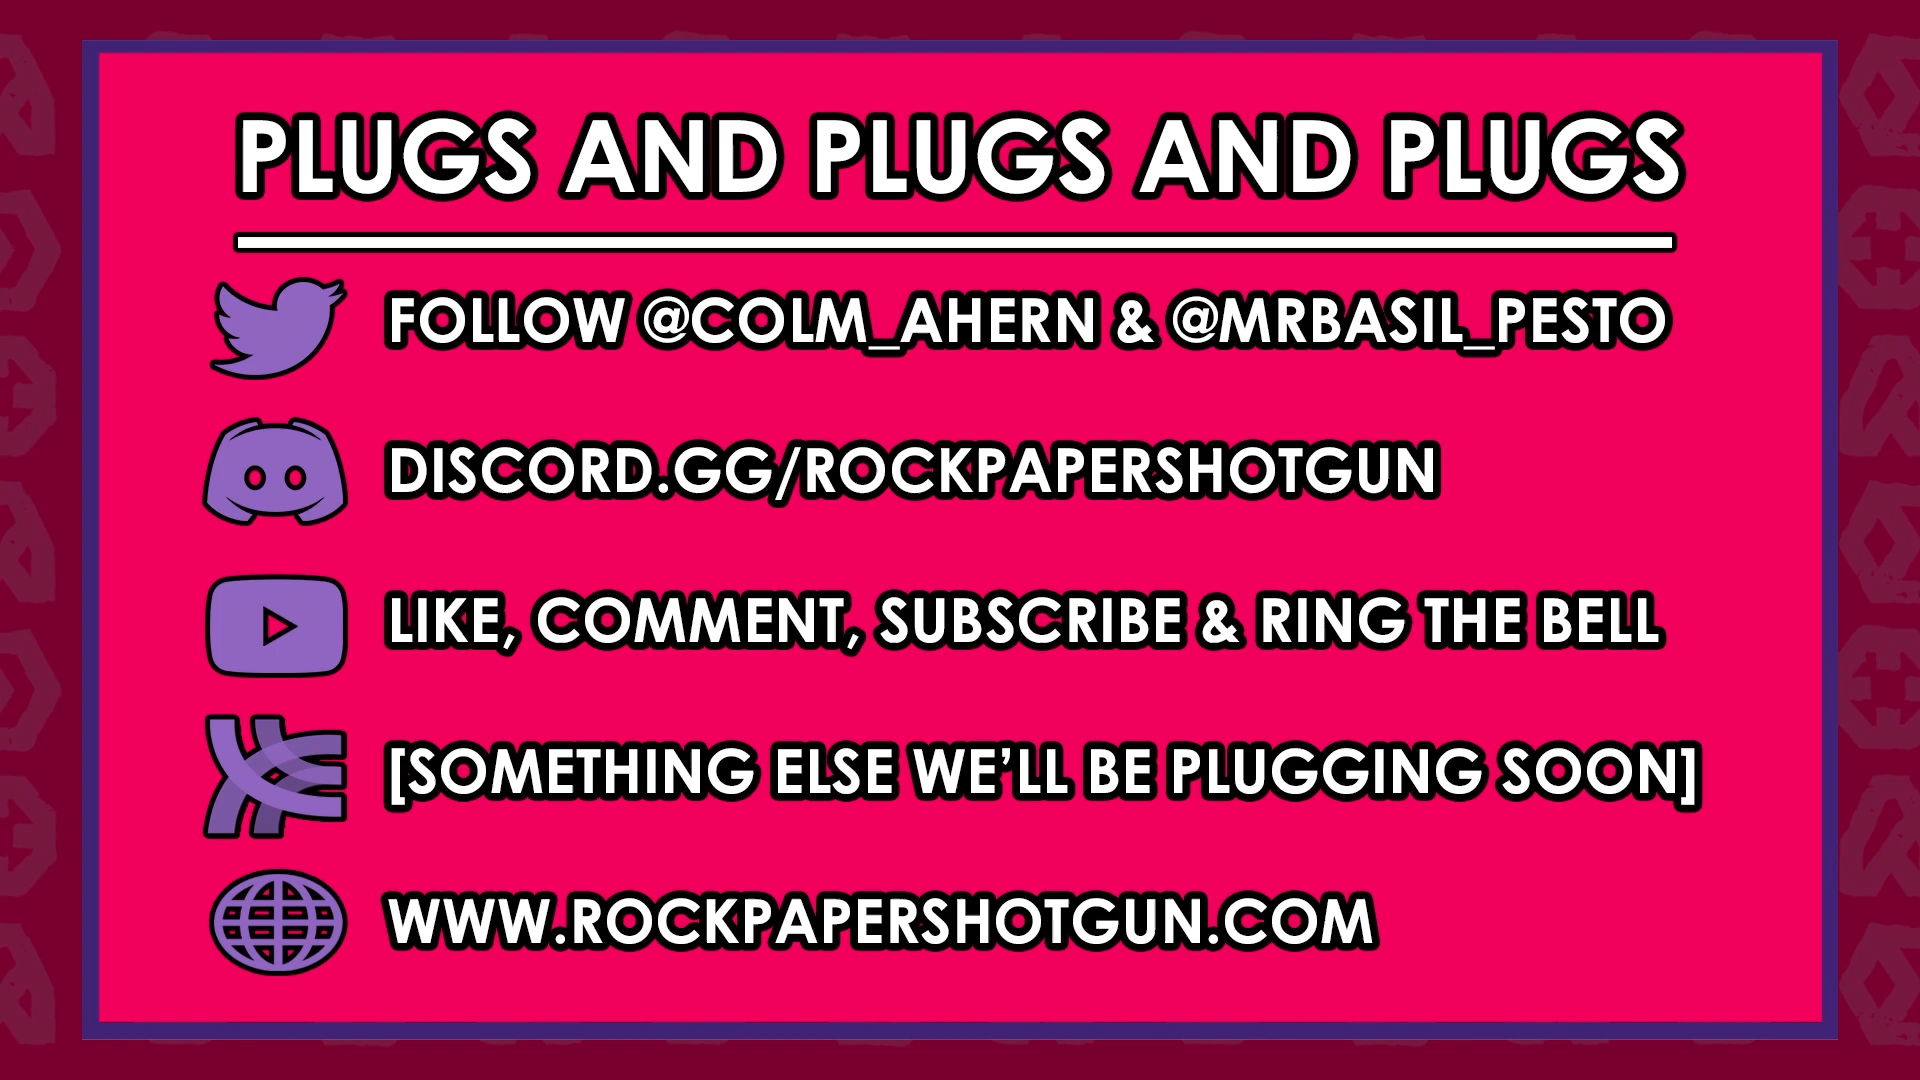 PLUGS AND PLUGS AND PLUGS
FOLLOW @COLM_AHERN & @MRBASIL_PESTO
DISCORD.GG/ROCKPAPERSHOTGUN
LIKE, COMMENT, SUBSCRIBE & RING THE BELL
[SOMETHING ELSE WE’LL BE PLUGGING SOON]
WWW.ROCKPAPERSHOTGUN.COM